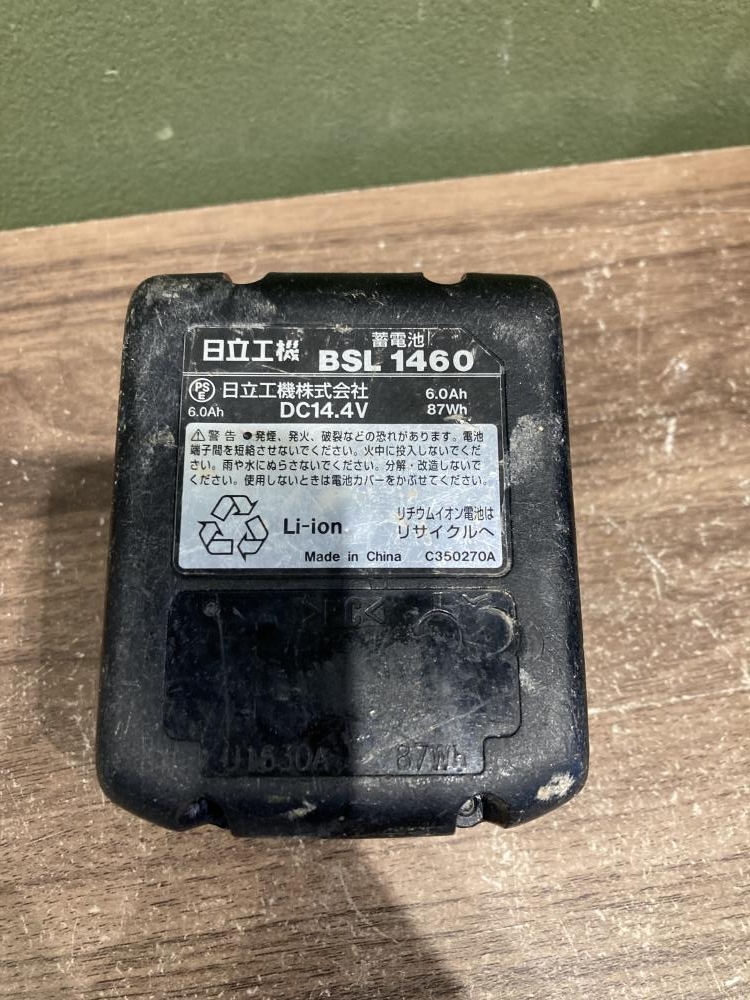 日立工機
蓄電池
BSL 1460
PS
E
日立工機株式会社
6.0Ah
6.0Ah
DC14.4V
87Wh
⚠警告 ●発煙、発火、破裂などの恐れがあります。電池
端子間を短絡させないでください。火中に投入しないでくだ
さい。雨や水にぬらさないでください。分解・改造しないで
ください。使用しないときは電池カバーをかぶせてください。
Li-ion
リチウムイオン電池は
リサイクルへ
Made in China C350270A
>PC<
J1630A 87Wh